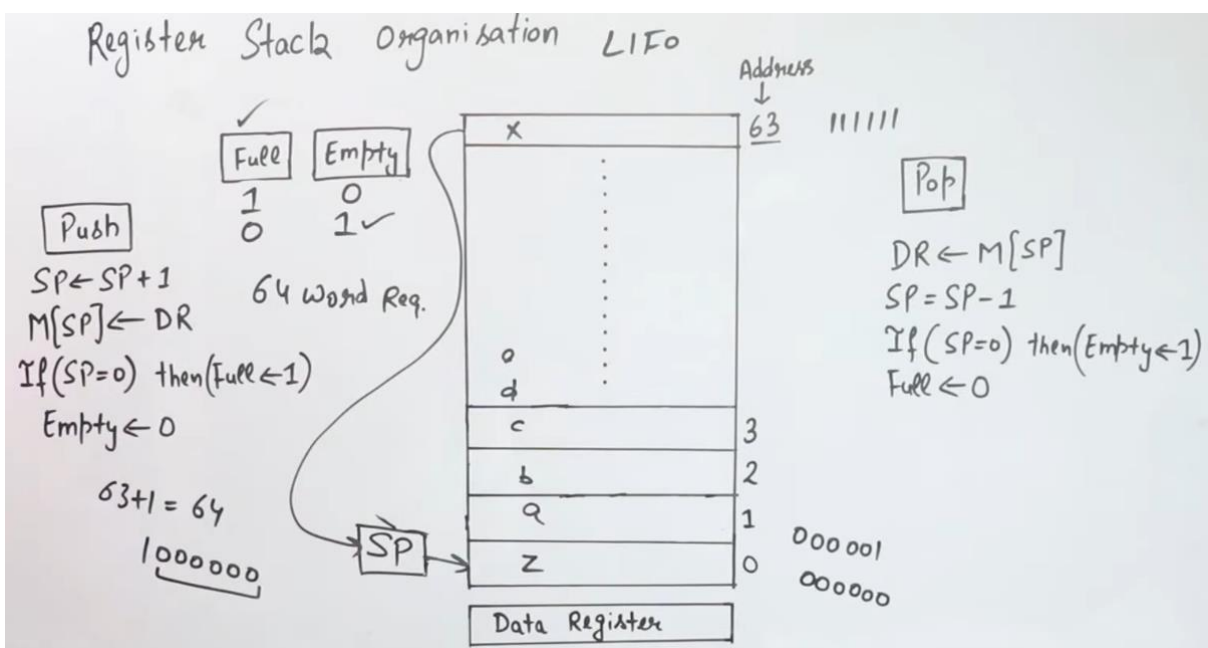 Register Stack Organisation LIFO
Address
↓
✓
Full Empty
1 0
0 1 ✓
64 Word Reg.
Push
SP ← SP + 1
M[SP] ← DR
If (SP=0) then (Full ← 1)
Empty ← 0
63+1 = 64
1000000
SP
x 63 111111
o
d
c 3
b 2
a 1 000001
z 0 000000
Data Register
Pop
DR ← M[SP]
SP = SP - 1
If (SP=0) then (Empty ← 1)
Full ← 0